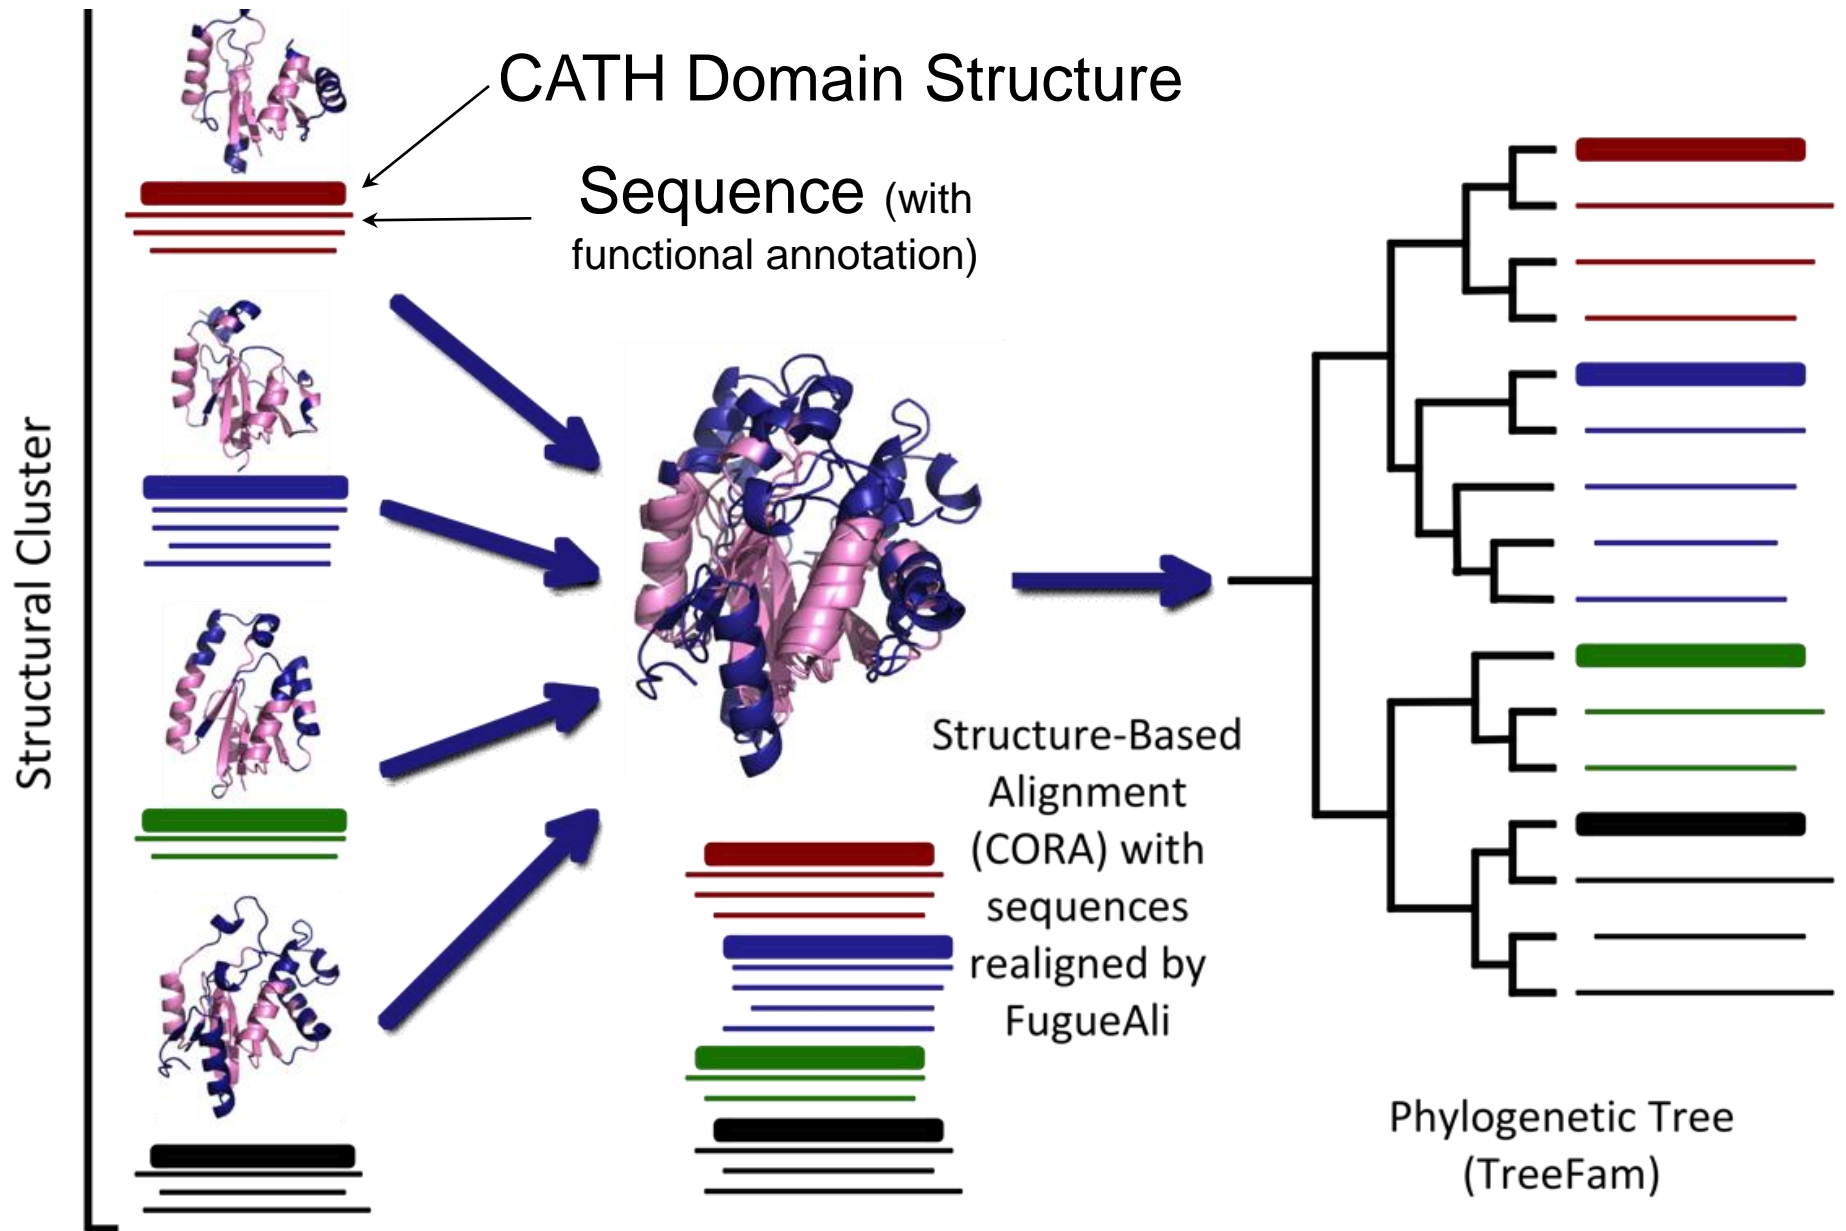 CATH Domain Structure
Sequence (with
functional annotation)
Structural Cluster
Structure-Based
Alignment
(CORA) with
sequences
realigned by
FugueAli
Phylogenetic Tree
(TreeFam)